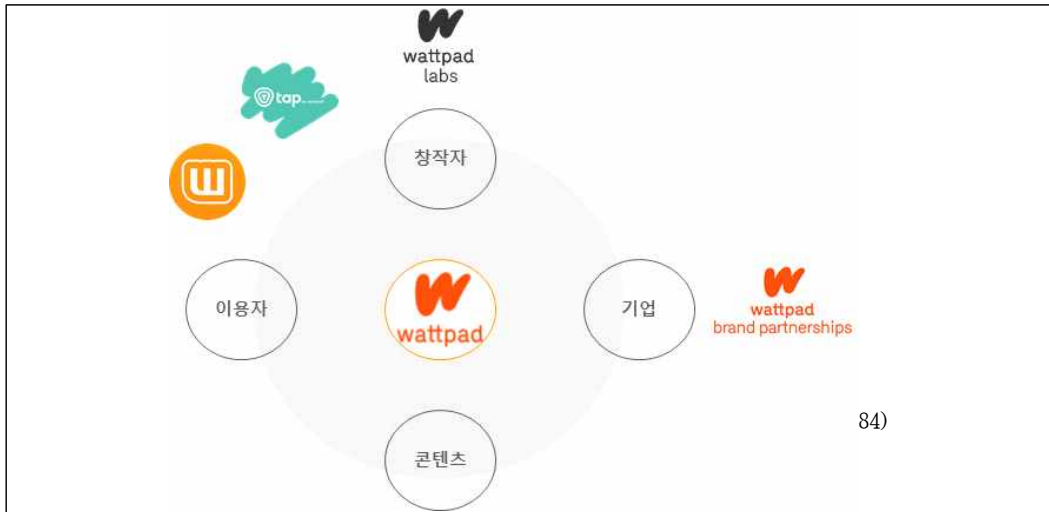 wattpad
labs
tap
창작자
이용자
wattpad
기업
wattpad
brand partnerships
84)
콘텐츠